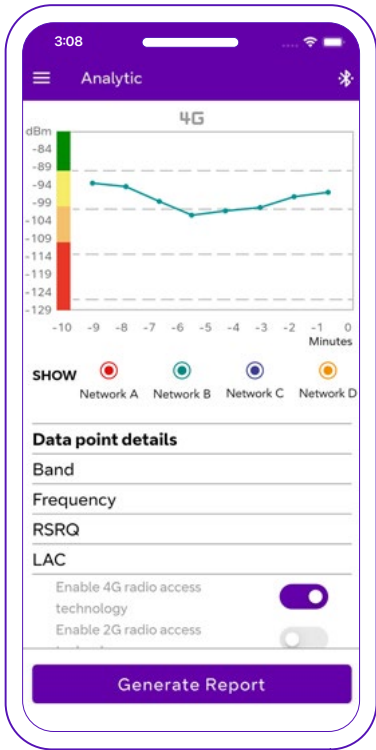 3:08
Analytic
4G
dBm
-84
-89
-94
-99
-104
-109
-114
-119
-124
-129
-10 -9 -8 -7 -6 -5 -4 -3 -2 -1 0
Minutes
SHOW
Network A Network B Network C Network D
Data point details
Band
Frequency
RSRQ
LAC
Enable 4G radio access
technology
Enable 2G radio access
Generate Report